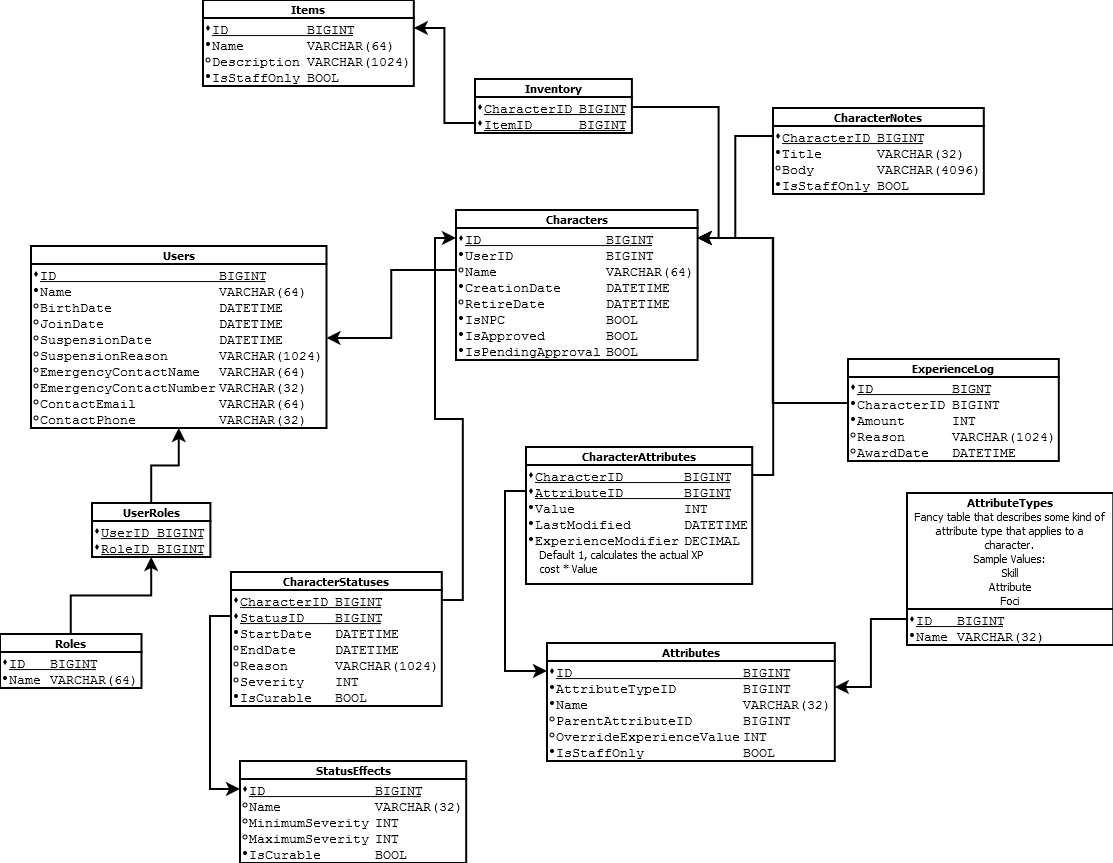 Items
ID BIGINT
Name VARCHAR(64)
Description VARCHAR(1024)
IsStaffOnly BOOL
Inventory
CharacterID BIGINT
ItemID BIGINT
CharacterNotes
CharacterID BIGINT
Title VARCHAR(32)
Body VARCHAR(4096)
IsStaffOnly BOOL
Characters
ID BIGINT
UserID BIGINT
Name VARCHAR(64)
CreationDate DATETIME
RetireDate DATETIME
IsNPC BOOL
IsApproved BOOL
IsPendingApproval BOOL
Users
ID BIGINT
Name VARCHAR(64)
BirthDate DATETIME
JoinDate DATETIME
SuspensionDate DATETIME
SuspensionReason VARCHAR(1024)
EmergencyContactName VARCHAR(64)
EmergencyContactNumber VARCHAR(32)
ContactEmail VARCHAR(64)
ContactPhone VARCHAR(32)
ExperienceLog
ID BIGNT
CharacterID BIGINT
Amount INT
Reason VARCHAR(1024)
AwardDate DATETIME
CharacterAttributes
CharacterID BIGINT
AttributeID BIGINT
Value INT
LastModified DATETIME
ExperienceModifier DECIMAL
Default 1, calculates the actual XP
cost * Value
AttributeTypes
Fancy table that describes some kind of
attribute type that applies to a
character.
Sample Values:
Skill
Attribute
Foci
ID BIGINT
Name VARCHAR(32)
UserRoles
UserID BIGINT
RoleID BIGINT
CharacterStatuses
CharacterID BIGINT
StatusID BIGINT
StartDate DATETIME
EndDate DATETIME
Reason VARCHAR(1024)
Severity INT
IsCurable BOOL
Roles
ID BIGINT
Name VARCHAR(64)
Attributes
ID BIGINT
AttributeTypeID BIGINT
Name VARCHAR(32)
ParentAttributeID BIGINT
OverrideExperienceValue INT
IsStaffOnly BOOL
StatusEffects
ID BIGINT
Name VARCHAR(32)
MinimumSeverity INT
MaximumSeverity INT
IsCurable BOOL